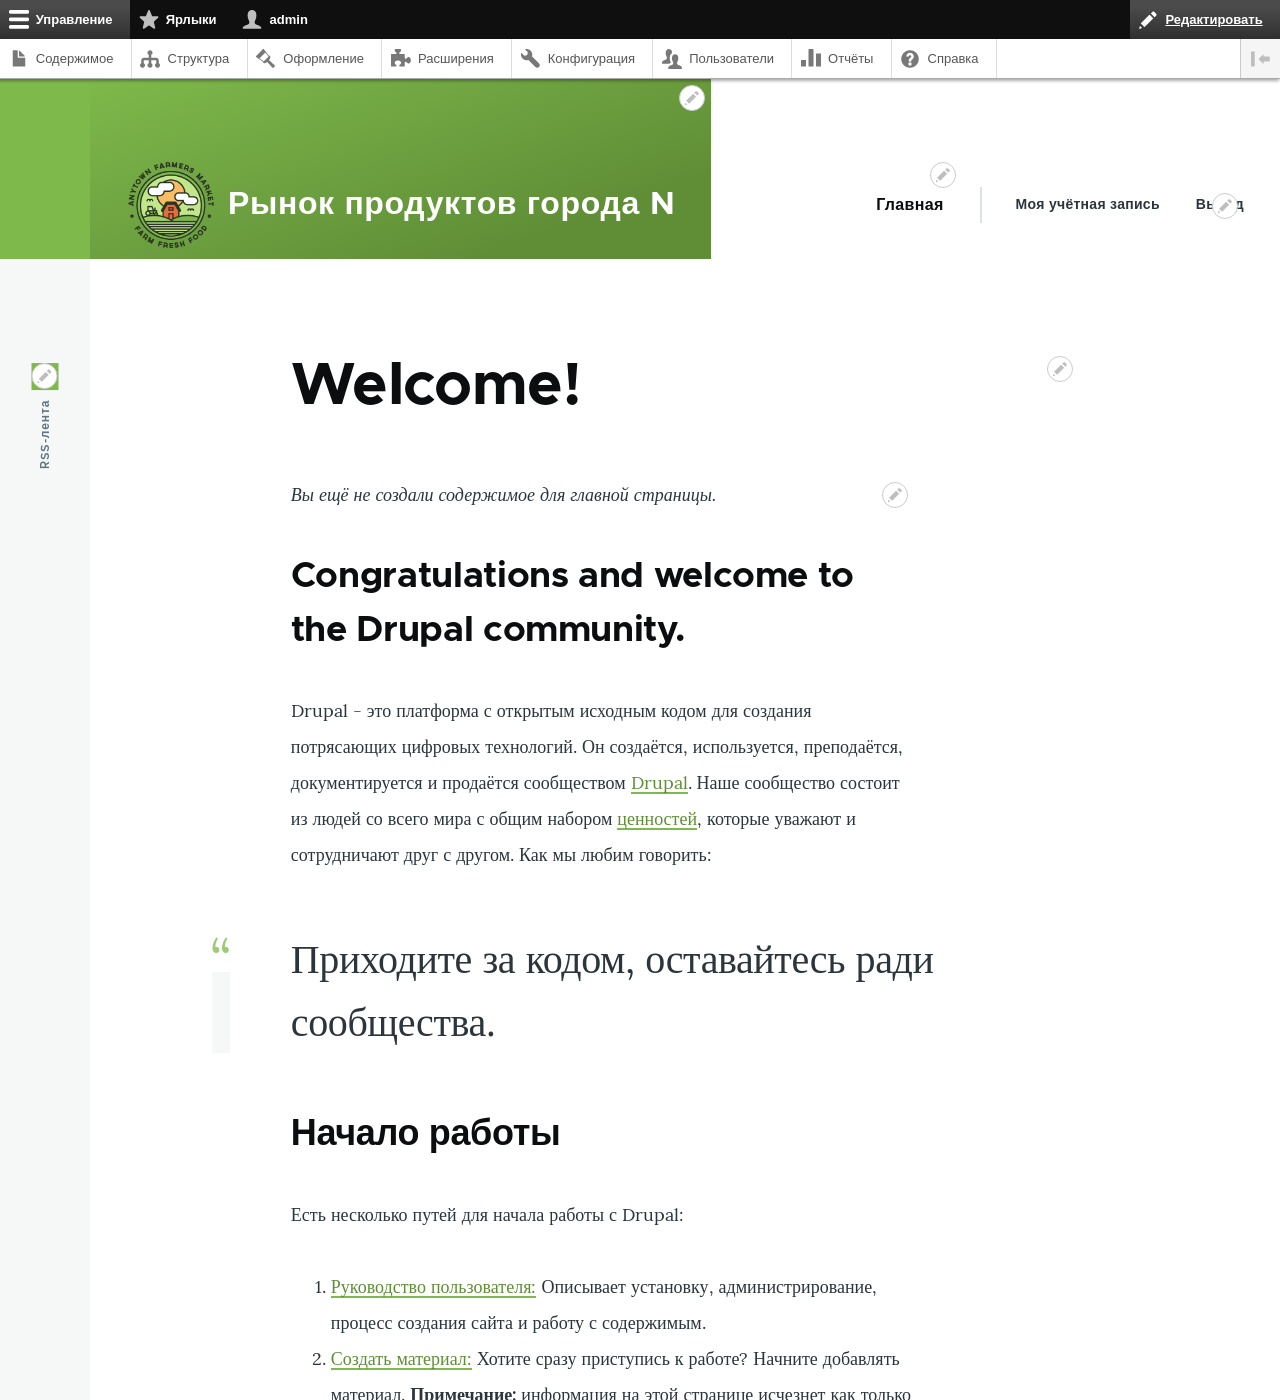 Управление
Ярлыки
admin
Редактировать
Содержимое
Структура
Оформление
Расширения
Конфигурация
Пользователи
Отчёты
Справка
ANYTOWN FARMERS MARKET
FARM FRESH FOOD
Рынок продуктов города N
Главная
Моя учётная запись
RSS-лента
Welcome!
Вы ещё не создали содержимое для главной страницы.
Congratulations and welcome to
the Drupal community.
Drupal - это платформа с открытым исходным кодом для создания
потрясающих цифровых технологий. Он создаётся, используется, преподаётся,
документируется и продаётся сообществом Drupal. Наше сообщество состоит
из людей со всего мира с общим набором ценностей, которые уважают и
сотрудничают друг с другом. Как мы любим говорить:
“
Приходите за кодом, оставайтесь ради
сообщества.
Начало работы
Есть несколько путей для начала работы с Drupal:
1. Руководство пользователя: Описывает установку, администрирование,
процесс создания сайта и работу с содержимым.
2. Создать материал: Хотите сразу приступись к работе? Начните добавлять
материал. Примечание: информация на этой странице исчезнет как только